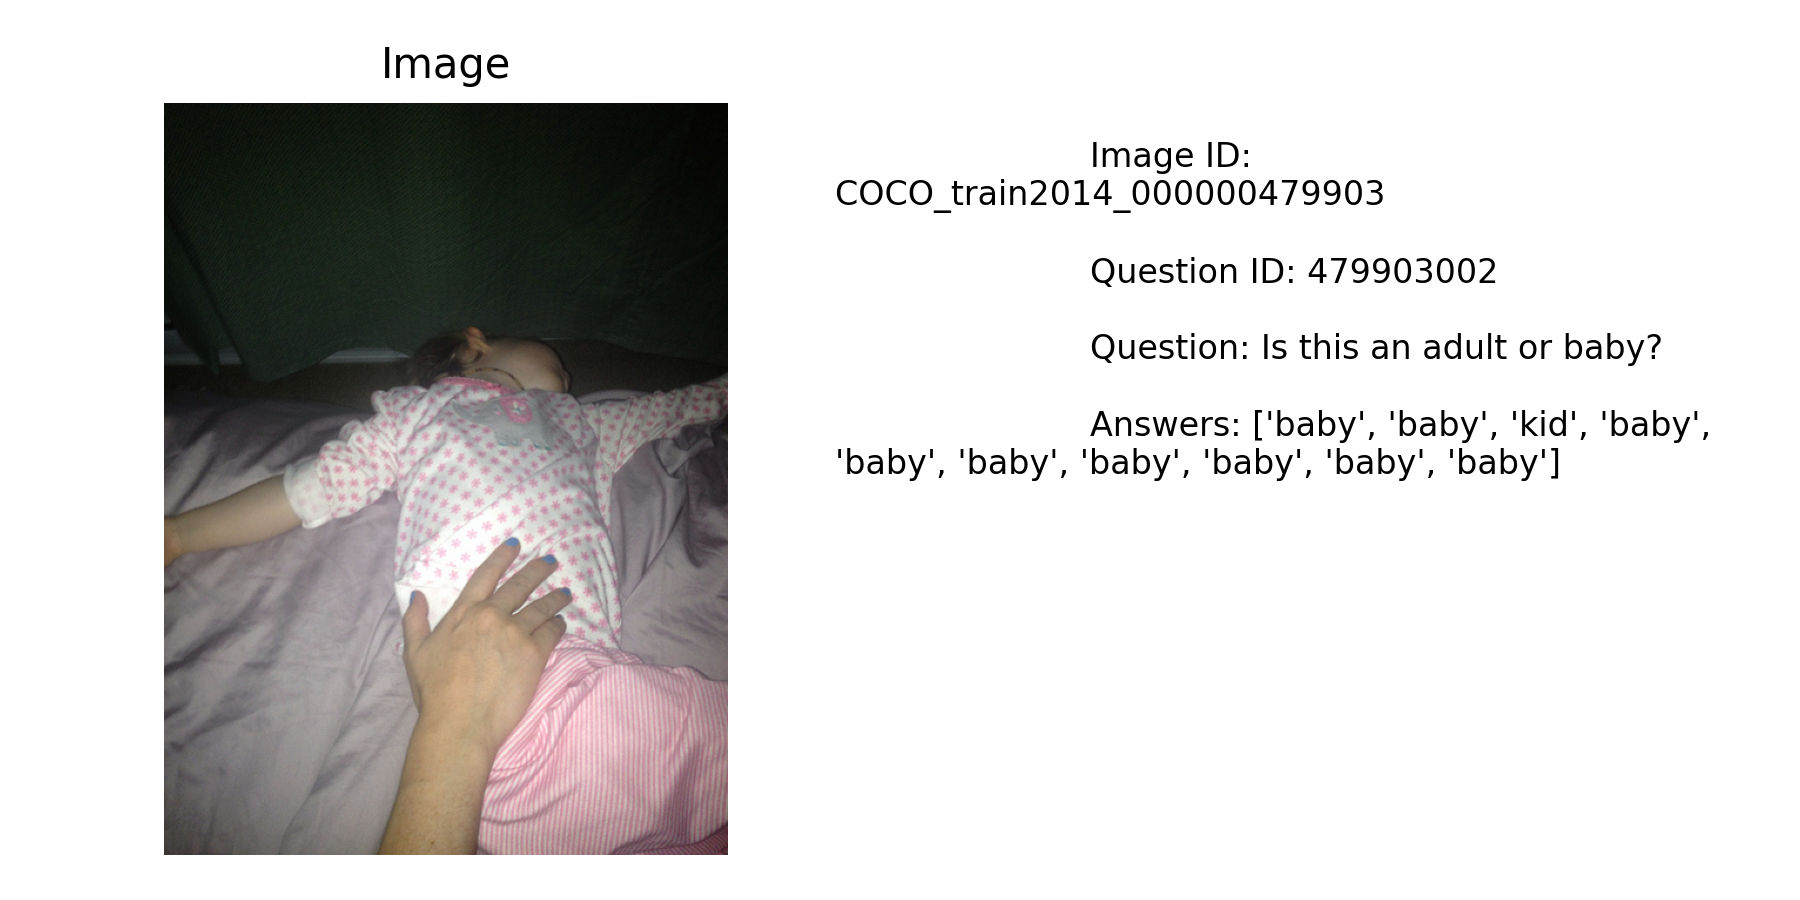 Image
Image ID:
COCO_train2014_000000479903
Question ID: 479903002
Question: Is this an adult or baby?
Answers: ['baby', 'baby', 'kid', 'baby',
'baby', 'baby', 'baby', 'baby', 'baby', 'baby']